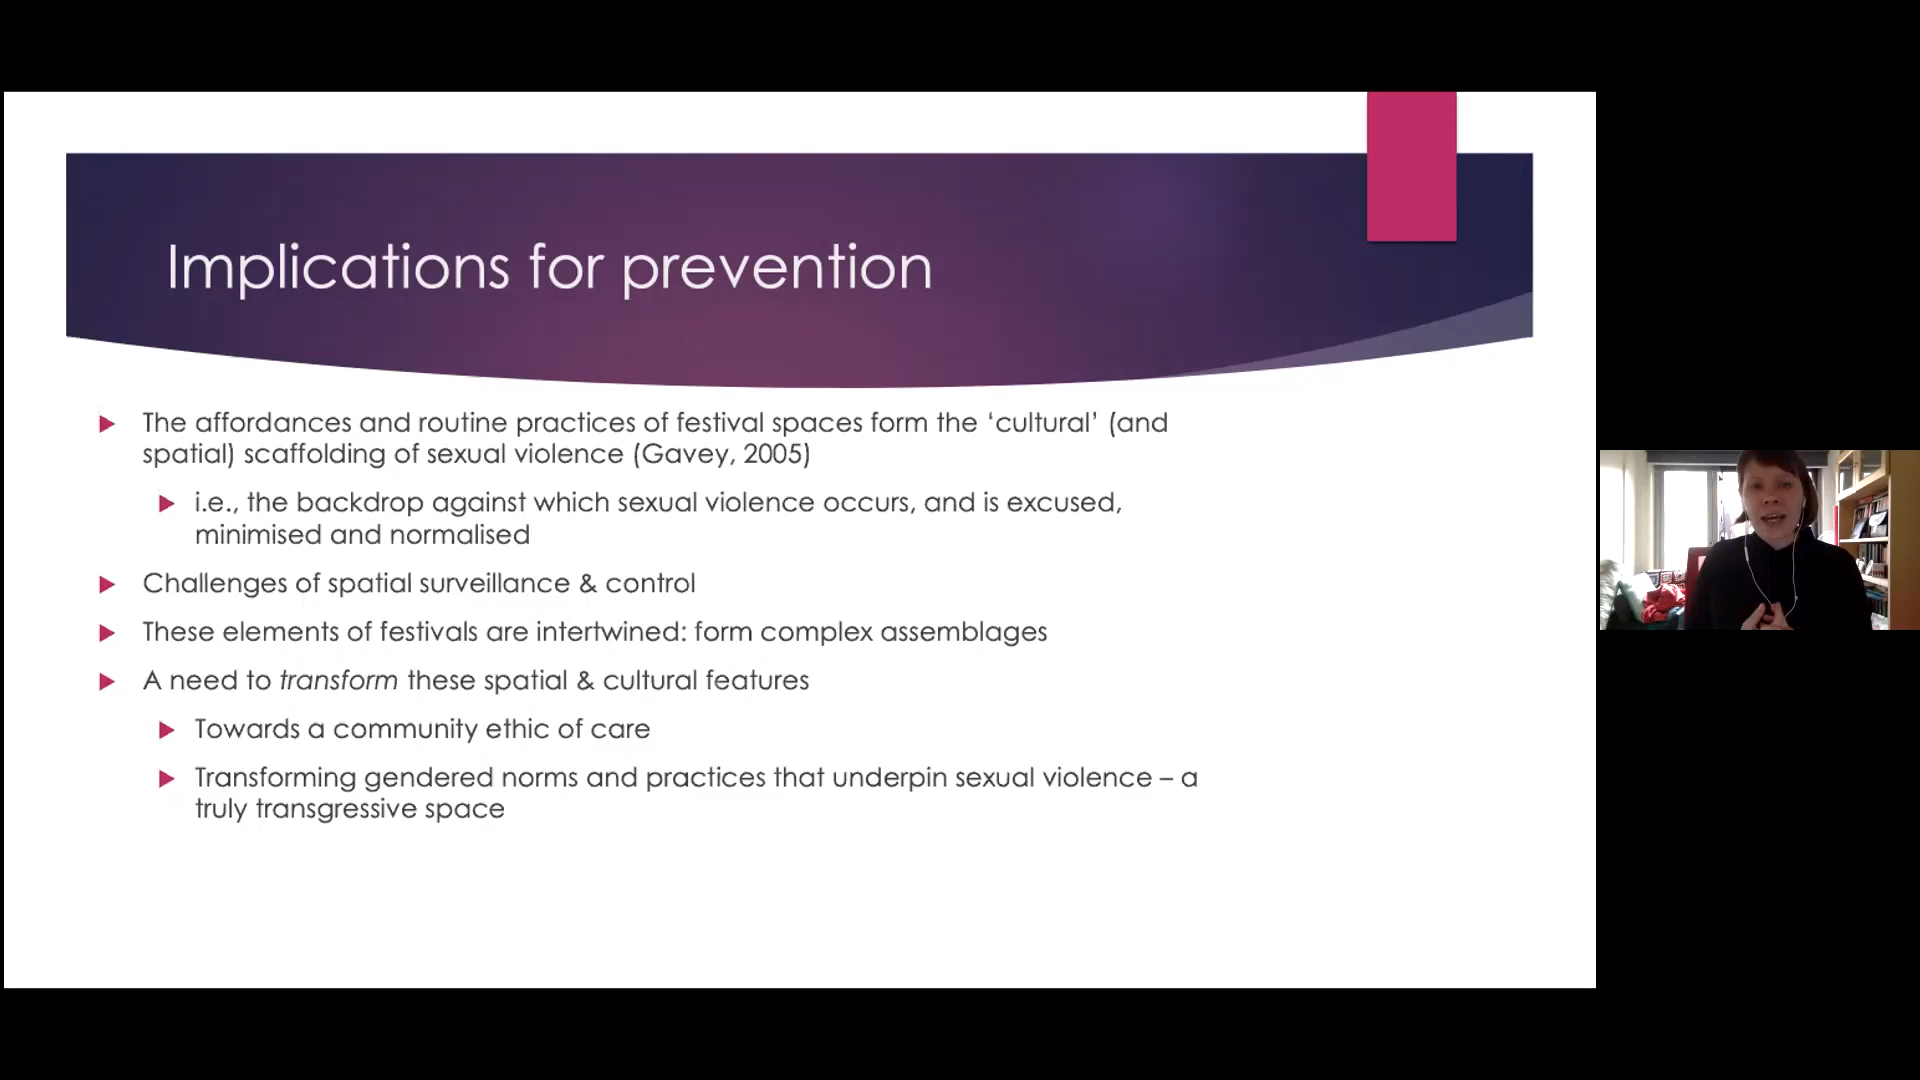 Implications for prevention
The affordances and routine practices of festival spaces form the ‘cultural’ (and
spatial) scaffolding of sexual violence (Gavey, 2005)
i.e., the backdrop against which sexual violence occurs, and is excused,
minimised and normalised
Challenges of spatial surveillance & control
These elements of festivals are intertwined: form complex assemblages
A need to transform these spatial & cultural features
Towards a community ethic of care
Transforming gendered norms and practices that underpin sexual violence – a
truly transgressive space